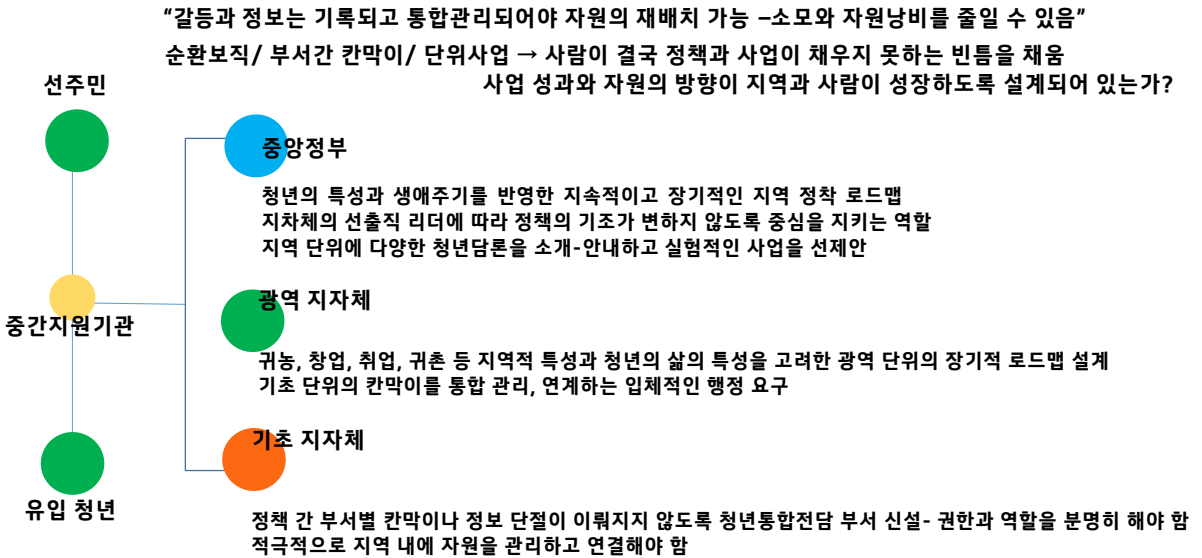 “갈등과 정보는 기록되고 통합관리되어야 자원의 재배치 가능 –소모와 자원낭비를 줄일 수 있음”
순환보직/ 부서간 칸막이/ 단위사업 → 사람이 결국 정책과 사업이 채우지 못하는 빈틈을 채움
사업 성과와 자원의 방향이 지역과 사람이 성장하도록 설계되어 있는가?
선주민
중앙정부
청년의 특성과 생애주기를 반영한 지속적이고 장기적인 지역 정착 로드맵
지차체의 선출직 리더에 따라 정책의 기조가 변하지 않도록 중심을 지키는 역할
지역 단위에 다양한 청년담론을 소개-안내하고 실험적인 사업을 선제안
광역 지자체
중간지원기관
귀농, 창업, 취업, 귀촌 등 지역적 특성과 청년의 삶의 특성을 고려한 광역 단위의 장기적 로드맵 설계
기초 단위의 칸막이를 통합 관리, 연계하는 입체적인 행정 요구
기초 지자체
유입 청년
정책 간 부서별 칸막이나 정보 단절이 이뤄지지 않도록 청년통합전담 부서 신설- 권한과 역할을 분명히 해야 함
적극적으로 지역 내에 자원을 관리하고 연결해야 함